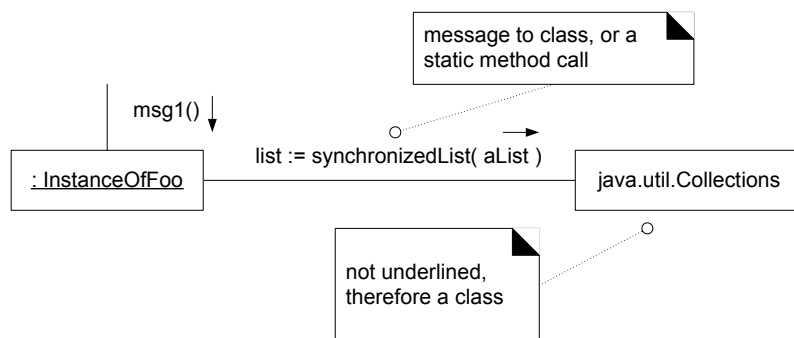 message to class, or a
static method call
msg1()
list := synchronizedList( aList )
: InstanceOfFoo
java.util.Collections
not underlined,
therefore a class